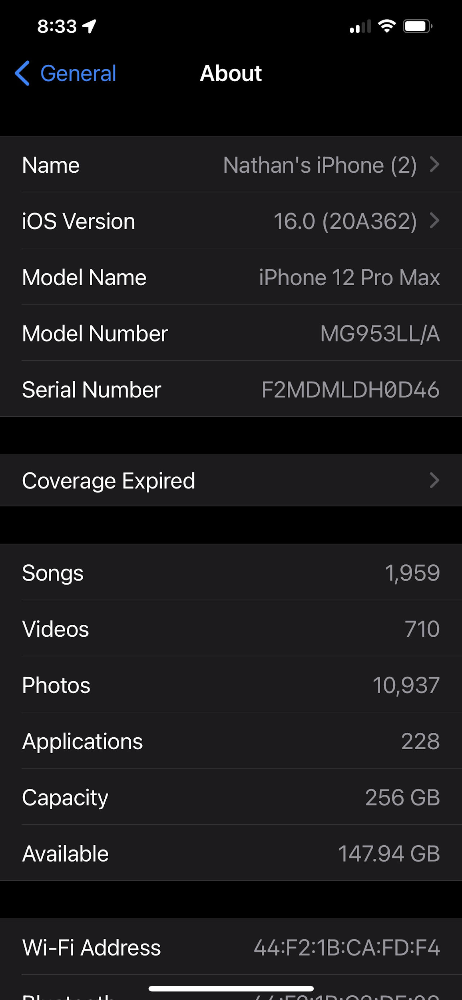 8:33
General
About
Name Nathan's iPhone (2)
iOS Version 16.0 (20A362)
Model Name iPhone 12 Pro Max
Model Number MG953LL/A
Serial Number F2MDMLDH0D46
Coverage Expired
Songs 1,959
Videos 710
Photos 10,937
Applications 228
Capacity 256 GB
Available 147.94 GB
Wi-Fi Address 44:F2:1B:CA:FD:F4
Bluetooth